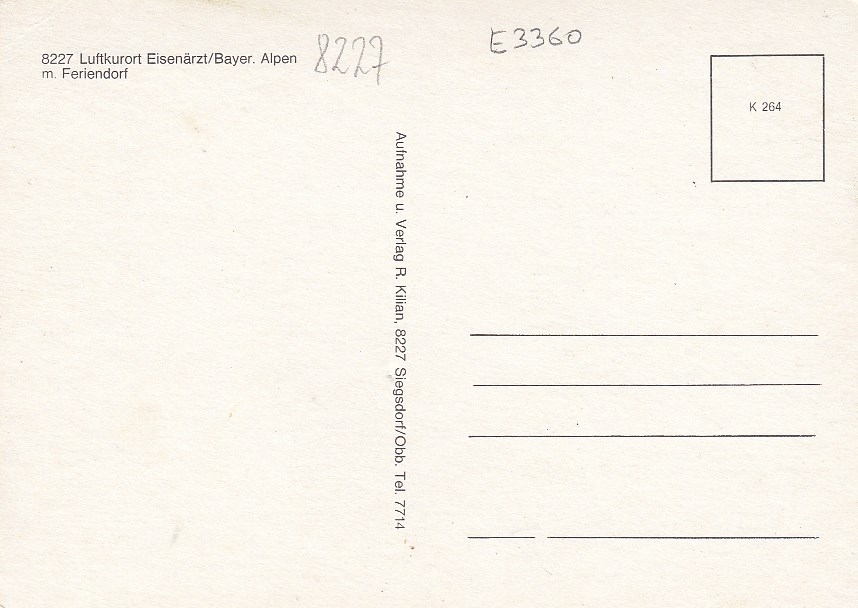 8227 Luftkurort Eisenärzt/Bayer. Alpen
m. Feriendorf
8227
E3360
K 264
Aufnahme u. Verlag R. Kilian, 8227 Siegsdorf/Obb. Tel. 7714